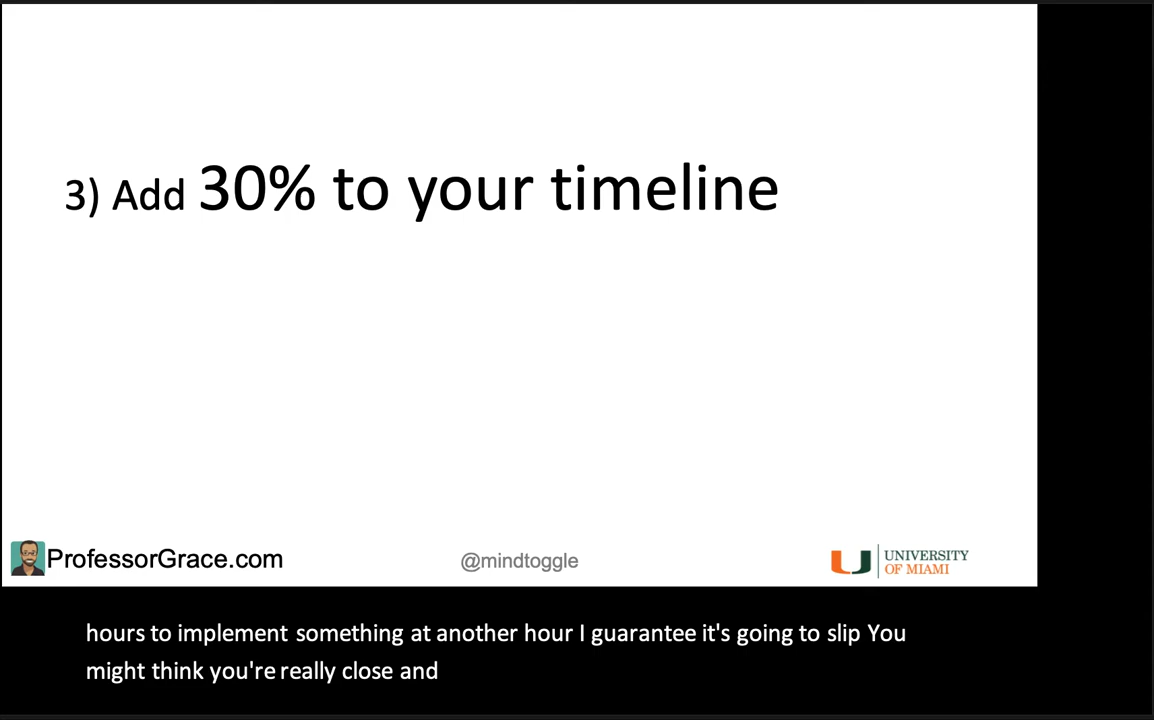 3) Add 30% to your timeline
ProfessorGrace.com
@mindtoggle
UNIVERSITY
OF MIAMI
hours to implement something at another hour I guarantee it's going to slip You
might think you're really close and